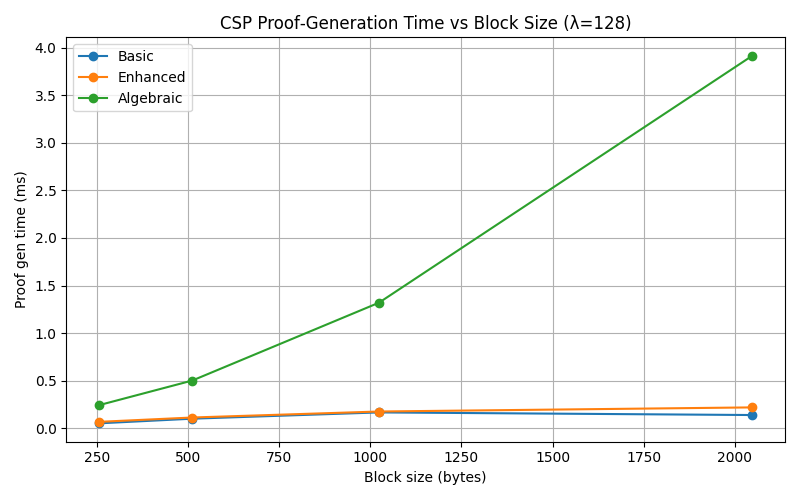 CSP Proof-Generation Time vs Block Size (λ=128)
Basic
Enhanced
Algebraic
Proof gen time (ms)
4.0
3.5
3.0
2.5
2.0
1.5
1.0
0.5
0.0
250 500 750 1000 1250 1500 1750 2000
Block size (bytes)